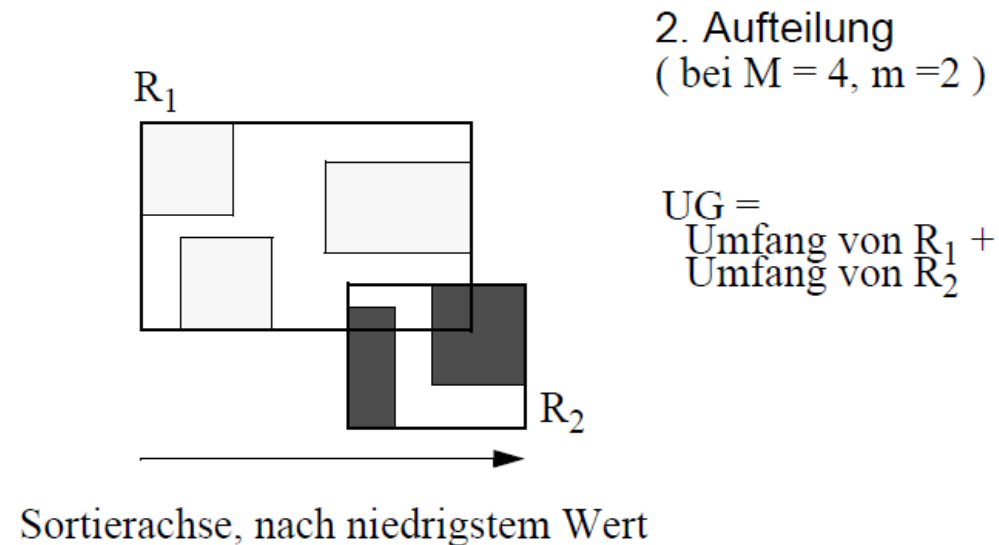 2. Aufteilung
( bei M = 4, m =2 )
R1
UG =
Umfang von R1 +
Umfang von R2
R2
Sortierachse, nach niedrigstem Wert